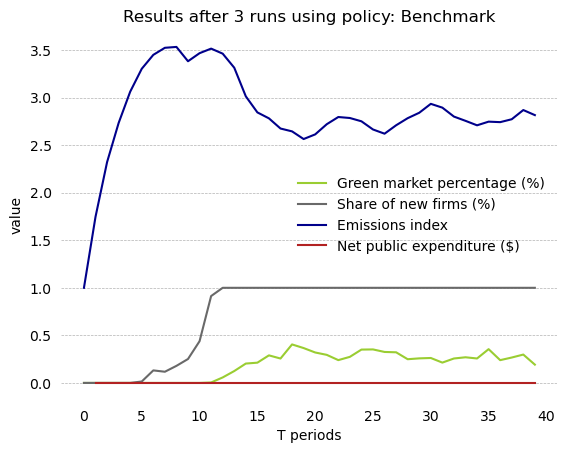 Results after 3 runs using policy: Benchmark
value
3.5
3.0
2.5
2.0
1.5
1.0
0.5
0.0
Green market percentage (%)
Share of new firms (%)
Emissions index
Net public expenditure ($)
0 5 10 15 20 25 30 35 40
T periods